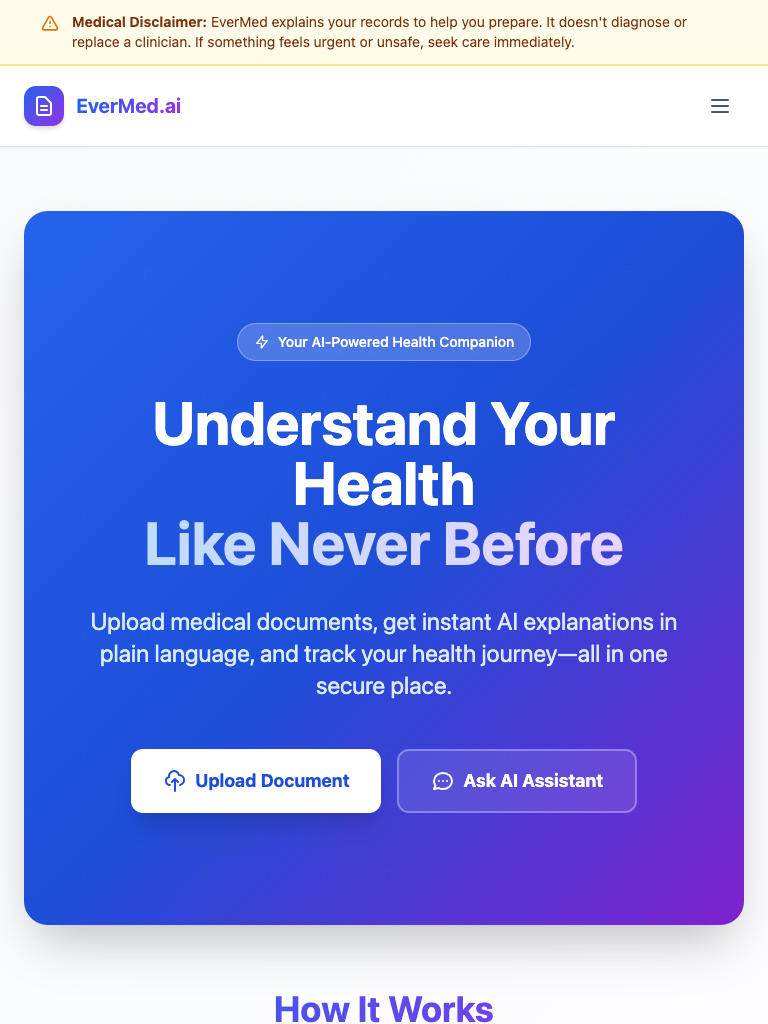 Medical Disclaimer: EverMed explains your records to help you prepare. It doesn't diagnose or
replace a clinician. If something feels urgent or unsafe, seek care immediately.
EverMed.ai
Your AI-Powered Health Companion
Understand Your
Health
Like Never Before
Upload medical documents, get instant AI explanations in
plain language, and track your health journey—all in one
secure place.
Upload Document
Ask AI Assistant
How It Works